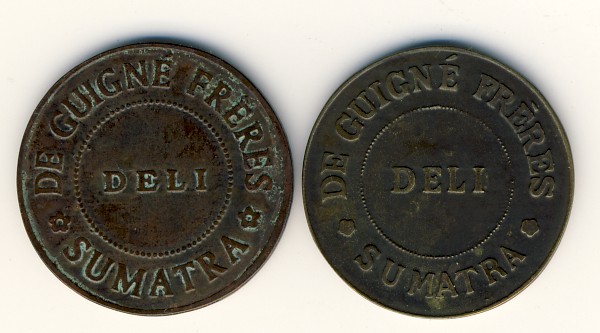 DE GUIGNÉ FRÈRES
DELI
SUMATRA
DE GUIGNÉ FRÈRES
DELI
SUMATRA